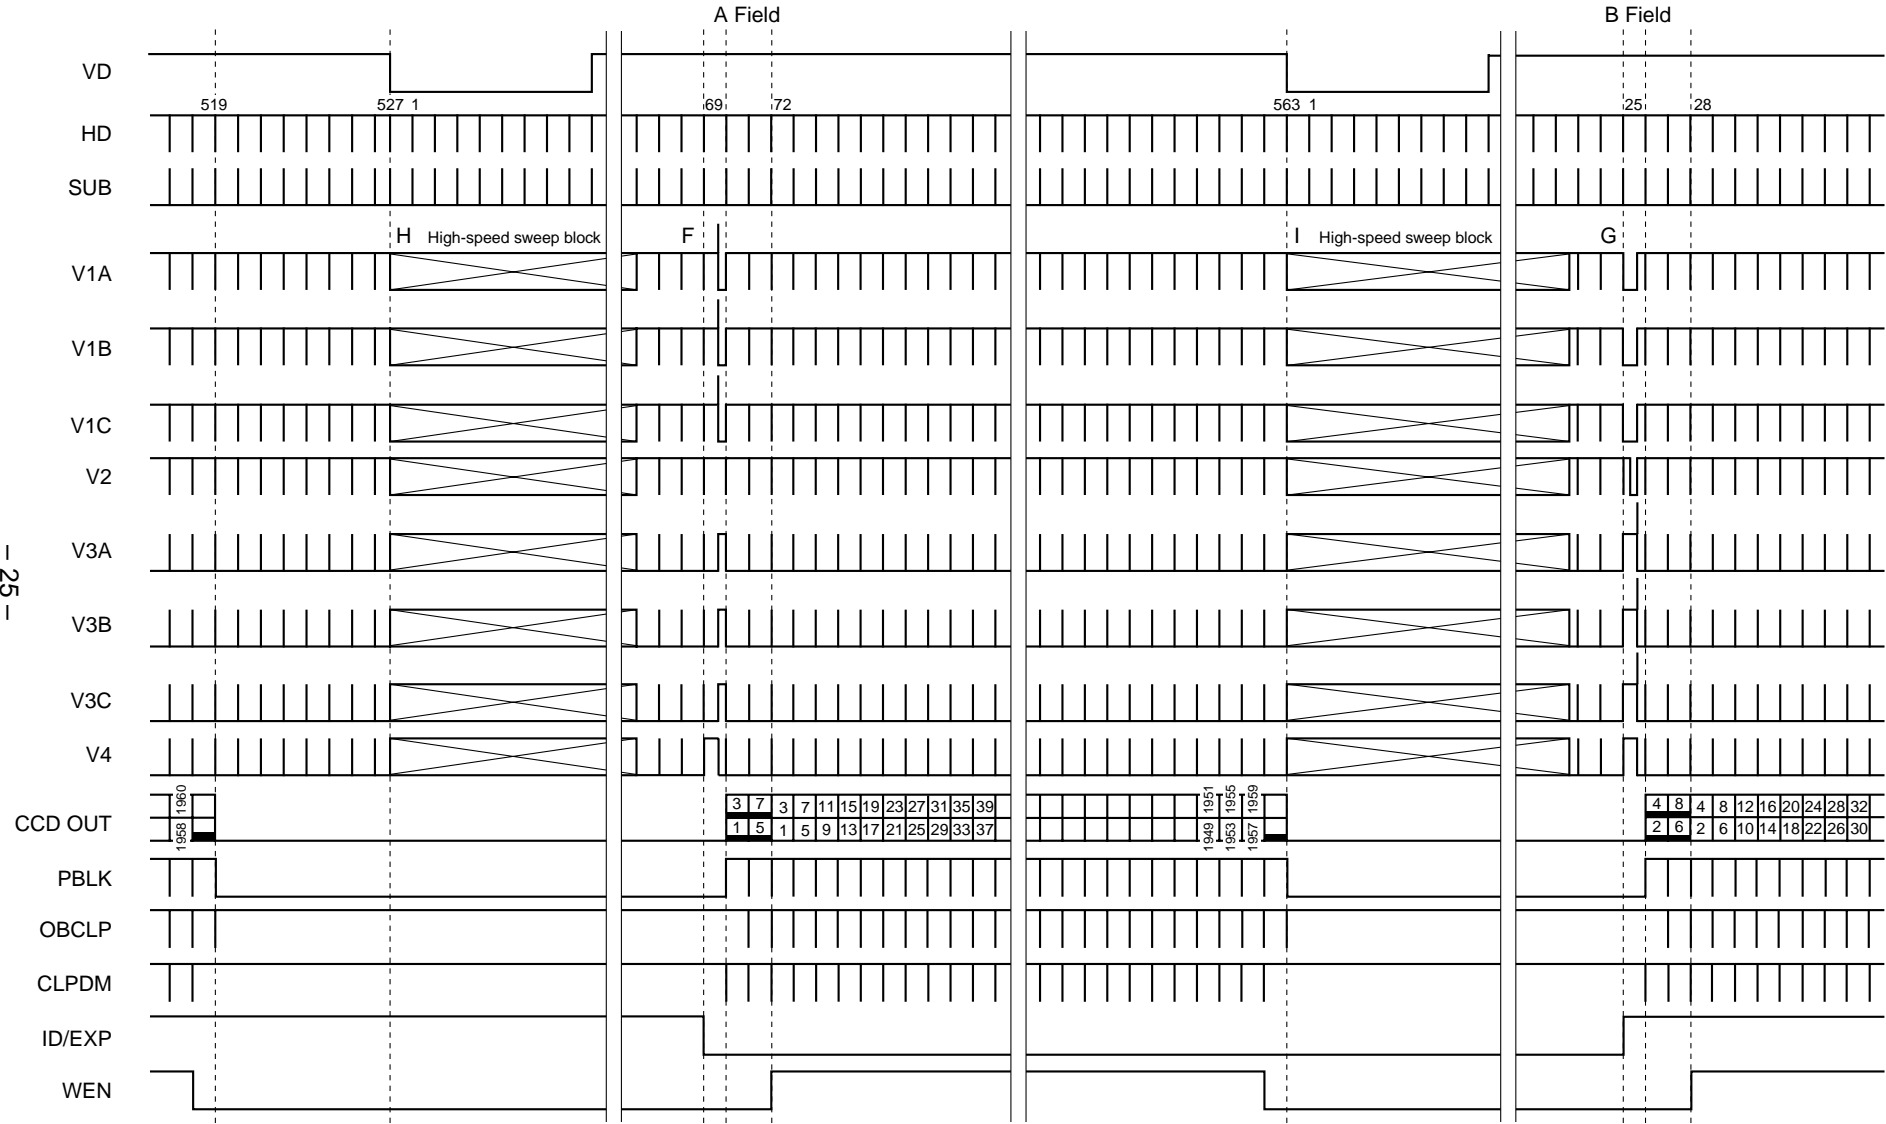 A Field B Field
VD
519 527 1 69 72 563 1 25 28
HD
SUB
H High-speed sweep block F I High-speed sweep block G
V1A
V1B
V1C
V2
V3A
– 25 –
V3B
V3C
V4
1960 3 7 3 7 11 15 19 23 27 31 35 39 1951 1955 1959 4 8 4 8 12 16 20 24 28 32
CCD OUT
1958 1 5 1 5 9 13 17 21 25 29 33 37 1949 1953 1957 2 6 2 6 10 14 18 22 26 30
PBLK
OBCLP
CLPDM
ID/EXP
WEN